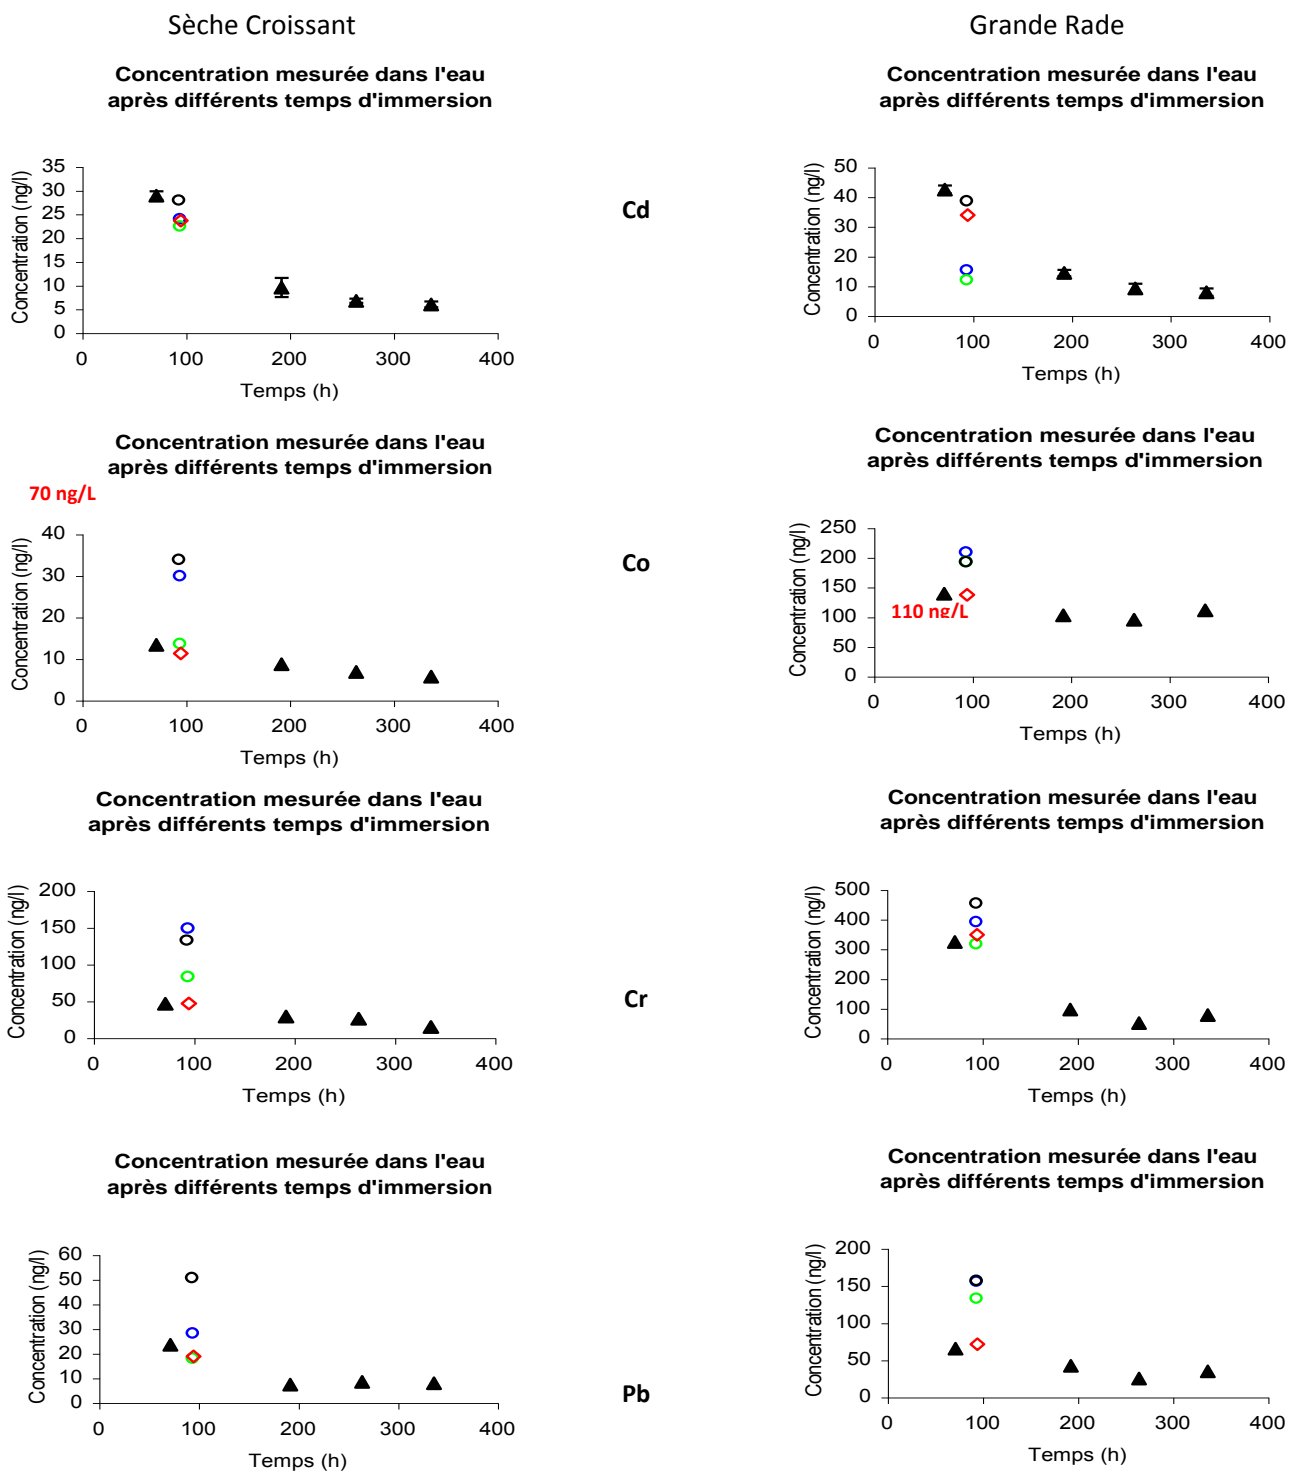 Sèche Croissant
Grande Rade
Concentration mesurée dans l'eau
après différents temps d'immersion
Concentration (ng/l)
35
30
25
20
15
10
5
0
0 100 200 300 400
Temps (h)
Cd
Concentration mesurée dans l'eau
après différents temps d'immersion
Concentration (ng/l)
50
40
30
20
10
0
0 100 200 300 400
Temps (h)
Concentration mesurée dans l'eau
après différents temps d'immersion
70 ng/L
Concentration (ng/l)
40
30
20
10
0
0 100 200 300 400
Temps (h)
Co
Concentration mesurée dans l'eau
après différents temps d'immersion
Concentration (ng/l)
250
200
150
110 ng/L
100
50
0
0 100 200 300 400
Temps (h)
Concentration mesurée dans l'eau
après différents temps d'immersion
Concentration (ng/l)
200
150
100
50
0
0 100 200 300 400
Temps (h)
Cr
Concentration mesurée dans l'eau
après différents temps d'immersion
Concentration (ng/l)
500
400
300
200
100
0
0 100 200 300 400
Temps (h)
Concentration mesurée dans l'eau
après différents temps d'immersion
Concentration (ng/l)
60
50
40
30
20
10
0
0 100 200 300 400
Temps (h)
Pb
Concentration mesurée dans l'eau
après différents temps d'immersion
Concentration (ng/l)
200
150
100
50
0
0 100 200 300 400
Temps (h)